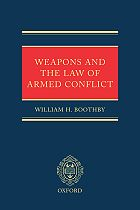 WEAPONS AND
THE LAW OF
ARMED CONFLICT
WILLIAM H. BOOTHBY
OXFORD